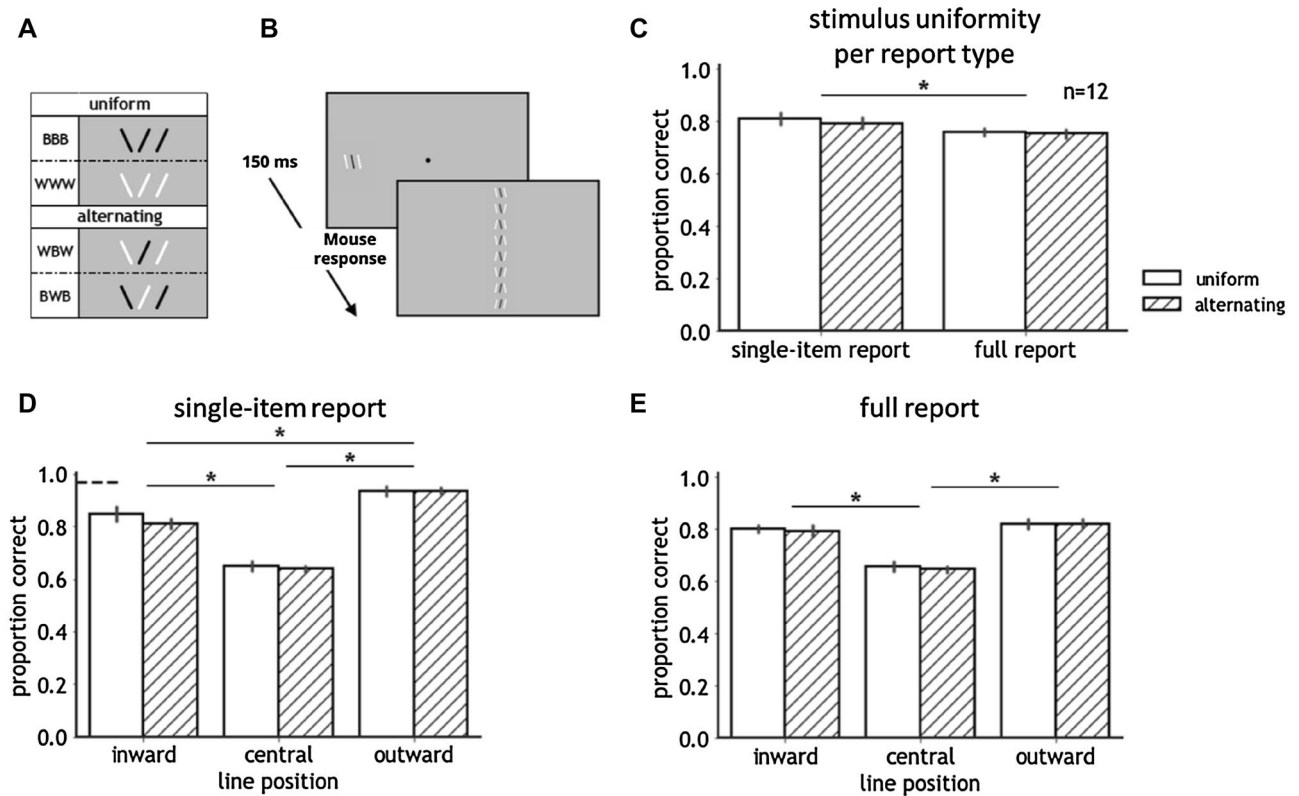 A
uniform
BBB
WWW
alternating
WBW
BWB
B
150 ms
Mouse
response
C
stimulus uniformity
per report type
*
n=12
proportion correct
1.0
0.8
0.6
0.4
0.2
0.0
single-item report
full report
uniform
alternating
D
single-item report
*
*
*
proportion correct
1.0
0.8
0.6
0.4
0.2
0.0
inward
central
outward
line position
E
full report
*
*
proportion correct
1.0
0.8
0.6
0.4
0.2
0.0
inward
central
outward
line position